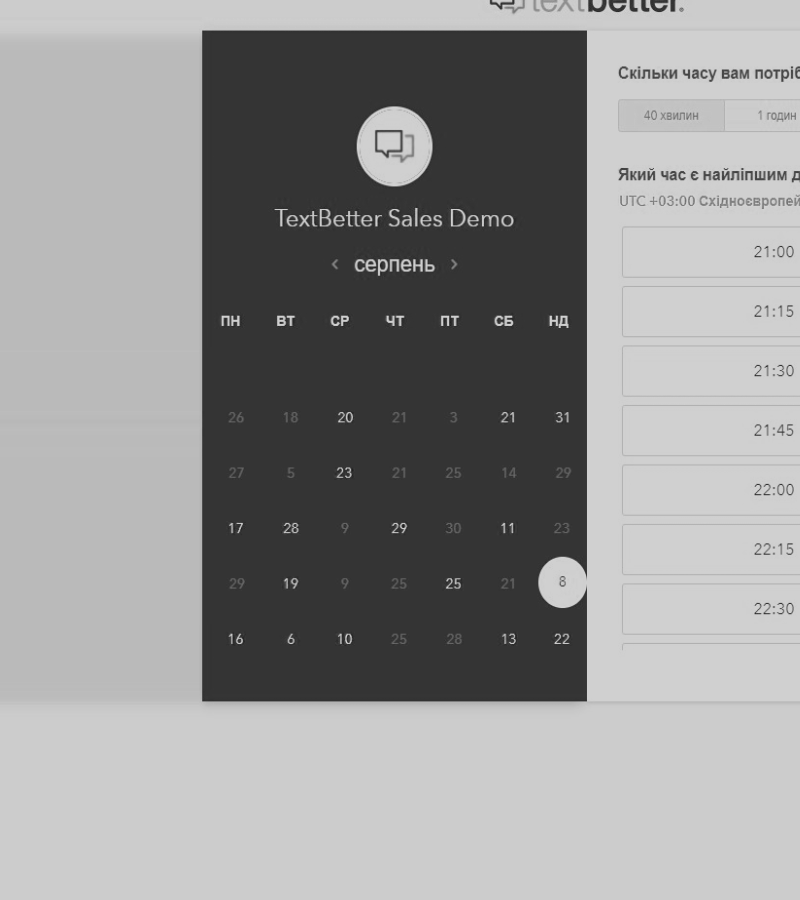 textbetter.
TextBetter Sales Demo
< серпень >
ПН ВТ СР ЧТ ПТ СБ НД
26 18 20 21 3 21 31
27 5 23 21 25 14 29
17 28 9 29 30 11 23
29 19 9 25 25 21 8
16 6 10 25 28 13 22
Скільки часу вам потріб
40 хвилин
1 годин
Який час є найліпшим д
UTC +03:00 Східноєвропей
21:00
21:15
21:30
21:45
22:00
22:15
22:30